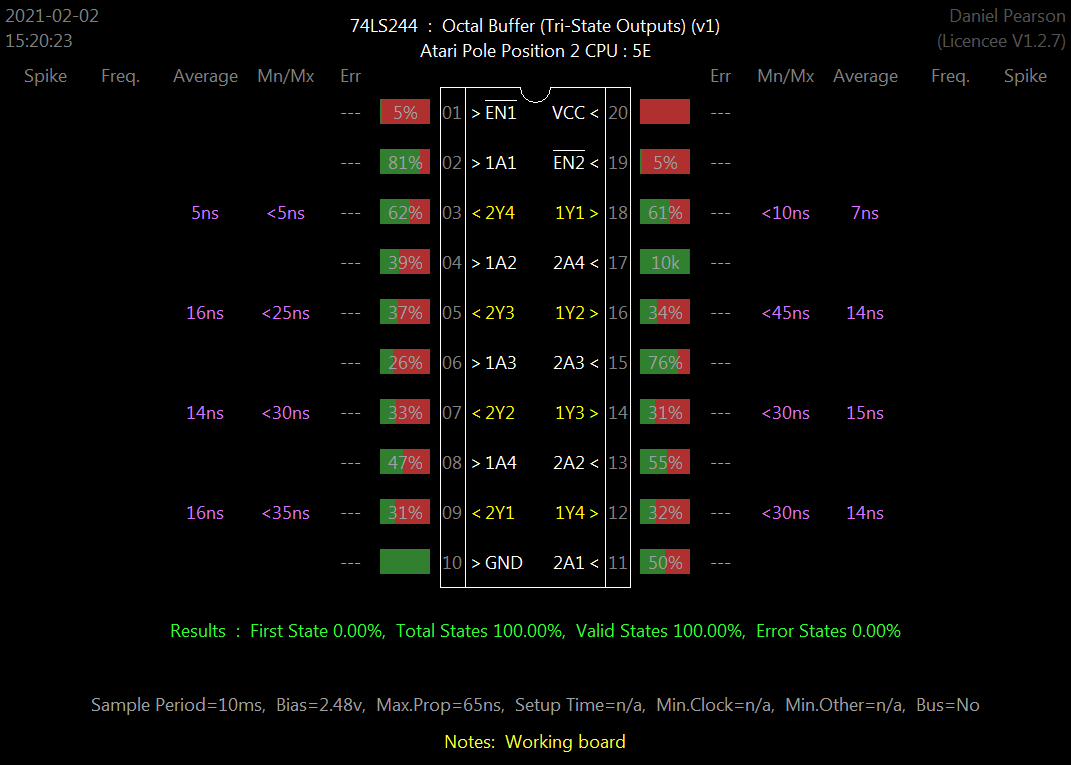 2021-02-02 74LS244 : Octal Buffer (Tri-State Outputs) (v1) Daniel Pearson
15:20:23 Atari Pole Position 2 CPU : 5E (Licencee V1.2.7)
Spike Freq. Average Mn/Mx Err Err Mn/Mx Average Freq. Spike
--- 5% 01 > EN1 VCC < 20 ---
--- 81% 02 > 1A1 EN2 < 19 5% ---
5ns <5ns --- 62% 03 < 2Y4 1Y1 > 18 61% --- <10ns 7ns
--- 39% 04 > 1A2 2A4 < 17 10k ---
16ns <25ns --- 37% 05 < 2Y3 1Y2 > 16 34% --- <45ns 14ns
--- 26% 06 > 1A3 2A3 < 15 76% ---
14ns <30ns --- 33% 07 < 2Y2 1Y3 > 14 31% --- <30ns 15ns
--- 47% 08 > 1A4 2A2 < 13 55% ---
16ns <35ns --- 31% 09 < 2Y1 1Y4 > 12 32% --- <30ns 14ns
--- 10 > GND 2A1 < 11 50% ---
Results : First State 0.00%, Total States 100.00%, Valid States 100.00%, Error States 0.00%
Sample Period=10ms, Bias=2.48v, Max.Prop=65ns, Setup Time=n/a, Min.Clock=n/a, Min.Other=n/a, Bus=No
Notes: Working board